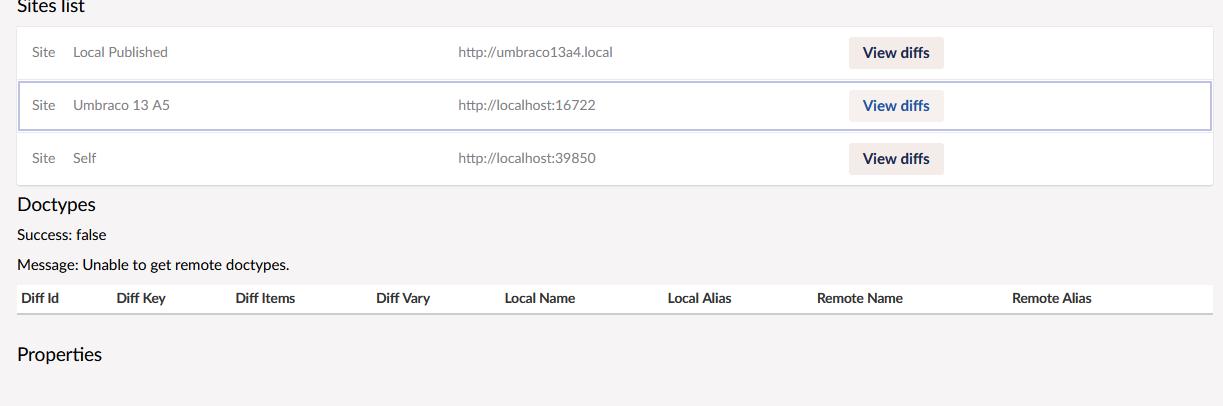 Sites list
Site Local Published http://umbraco13a4.local View diffs
Site Umbraco 13 A5 http://localhost:16722 View diffs
Site Self http://localhost:39850 View diffs
Doctypes
Success: false
Message: Unable to get remote doctypes.
Diff Id Diff Key Diff Items Diff Vary Local Name Local Alias Remote Name Remote Alias
Properties